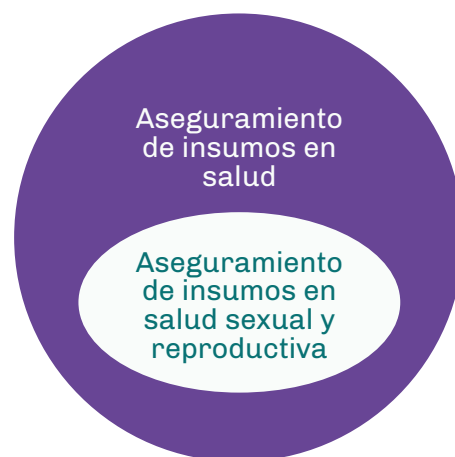 Aseguramiento
de insumos en
salud
Aseguramiento
de insumos en
salud sexual y
reproductiva